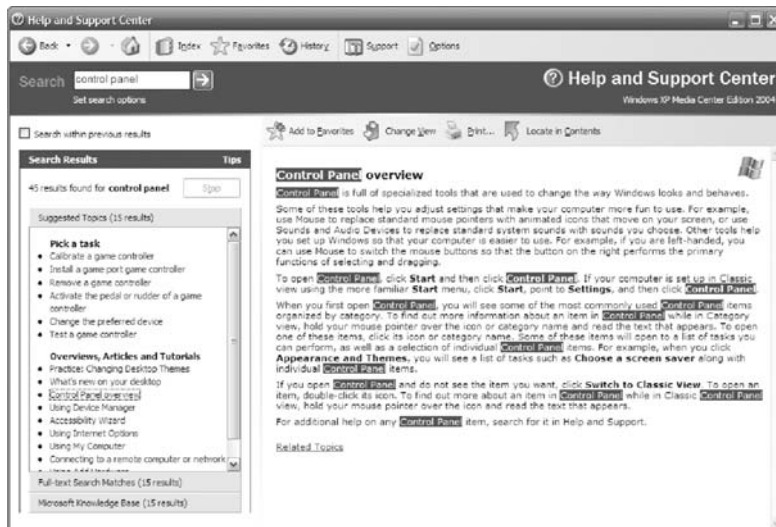 Help and Support Center
Back
Index
Favorites
History
Support
Options
Search
control panel
Set search options
Help and Support Center
Windows XP Media Center Edition 2004
Search within previous results
Add to Favorites
Change View
Print...
Locate in Contents
Search Results
Tips
45 results found for control panel
Stop
Suggested Topics (15 results)
Pick a task
Calibrate a game controller
Install a game port game controller
Remove a game controller
Activate the pedal or rudder of a game
controller
Change the preferred device
Test a game controller
Overviews, Articles and Tutorials
Practice: Changing Desktop Themes
What's new on your desktop
Control Panel overview
Using Device Manager
Accessibility Wizard
Using Internet Options
Using My Computer
Connecting to a remote computer or network
Using Add Hardware
Full-text Search Matches (15 results)
Microsoft Knowledge Base (15 results)
Control Panel overview
Control Panel is full of specialized tools that are used to change the way Windows looks and behaves.
Some of these tools help you adjust settings that make your computer more fun to use. For example,
use Mouse to replace standard mouse pointers with animated icons that move on your screen, or use
Sounds and Audio Devices to replace standard system sounds with sounds you choose. Other tools help
you set up Windows so that your computer is easier to use. For example, if you are left-handed, you
can use Mouse to switch the mouse buttons so that the button on the right performs the primary
functions of selecting and dragging.
To open Control Panel, click Start and then click Control Panel. If your computer is set up in Classic
view using the more familiar Start menu, click Start, point to Settings, and then click Control Panel.
When you first open Control Panel, you will see some of the most commonly used Control Panel items
organized by category. To find out more information about an item in Control Panel while in Category
view, hold your mouse pointer over the icon or category name and read the text that appears. To open
one of these items, click its icon or category name. Some of these items will open to a list of tasks you
can perform, as well as a selection of individual Control Panel items. For example, when you click
Appearance and Themes, you will see a list of tasks such as Choose a screen saver along with
individual Control Panel items.
If you open Control Panel and do not see the item you want, click Switch to Classic View. To open an
item, double-click its icon. To find out more about an item in Control Panel while in Classic Control Panel
view, hold your mouse pointer over the icon and read the text that appears.
For additional help on any Control Panel item, search for it in Help and Support.
Related Topics